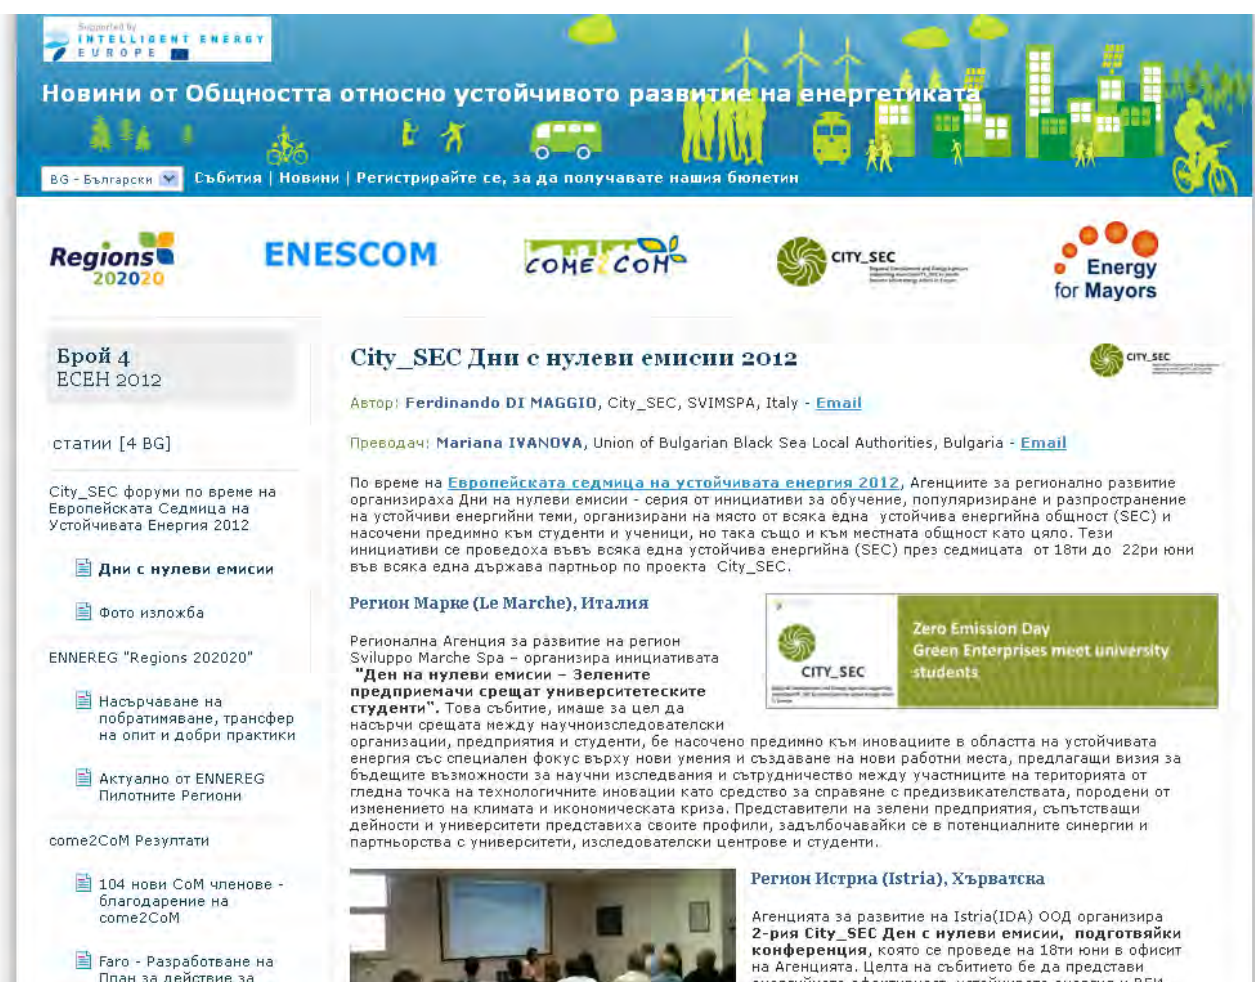 Supported by
INTELLIGENT ENERGY
EUROPE
Новини от Общността относно устойчивото развитие на енергетиката
BG - Български
Събития | Новини | Регистрирайте се, за да получавате нашия бюлетин
Regions
202020
ENESCOM
COME2COM
CITY_SEC
Energy
for Mayors
Брой 4
ЕСЕН 2012
статии [4 BG]
City_SEC форуми по време на
Европейската Седмица на
Устойчивата Енергия 2012
Дни с нулеви емисии
Фото изложба
ENNEREG "Regions 202020"
Насърчаване на
побратимяване, трансфер
на опит и добри практики
Актуално от ENNEREG
Пилотните Региони
come2CoM Резултати
104 нови CoM членове -
благодарение на
come2CoM
Faro - Разработване на
План за действие за
City_SEC Дни с нулеви емисии 2012
CITY_SEC
Автор: Ferdinando DI MAGGIO, City_SEC, SVIMSPA, Italy - Email
Преводач: Mariana IVANOVA, Union of Bulgarian Black Sea Local Authorities, Bulgaria - Email
По време на Европейската седмица на устойчивата енергия 2012, Агенциите за регионално развитие
организираха Дни на нулеви емисии - серия от инициативи за обучение, популяризиране и разпространение
на устойчиви енергийни теми, организирани на място от всяка една устойчива енергийна общност (SEC) и
насочени предимно към студенти и ученици, но така също и към местната общност като цяло. Тези
инициативи се проведоха във всяка една устойчива енергийна (SEC) през седмицата от 18ти до 22ри юни
във всяка една държава партньор по проекта City_SEC.
Регион Марке (Le Marche), Италия
Регионална Агенция за развитие на регион
Sviluppo Marche Spa – организира инициативата
"Ден на нулеви емисии – Зелените
предприемачи срещат университетеските
студенти". Това събитие, имаше за цел да
насърчи срещата между научноизследователски
организации, предприятия и студенти, бе насочено предимно към иновациите в областта на устойчивата
енергия със специален фокус върху нови умения и създаване на нови работни места, предлагащи визия за
бъдещите възможности за научни изследвания и сътрудничество между участниците на територията от
гледна точка на технологичните иновации като средство за справяне с предизвикателствата, породени от
изменението на климата и икономическата криза. Представители на зелени предприятия, съпътстващи
дейности и университети представиха своите профили, задълбочавайки се в потенциалните синергии и
партньорства с университети, изследователски центрове и студенти.
CITY_SEC
Zero Emission Day
Green Enterprises meet university
students
Регион Истриа (Istria), Хърватска
Агенцията за развитие на Istria(IDA) ООД организира
2-рия City_SEC Ден с нулеви емисии, подготвяйки
конференция, която се проведе на 18ти юни в офисит
на Агенцията. Целта на събитието бе да представи